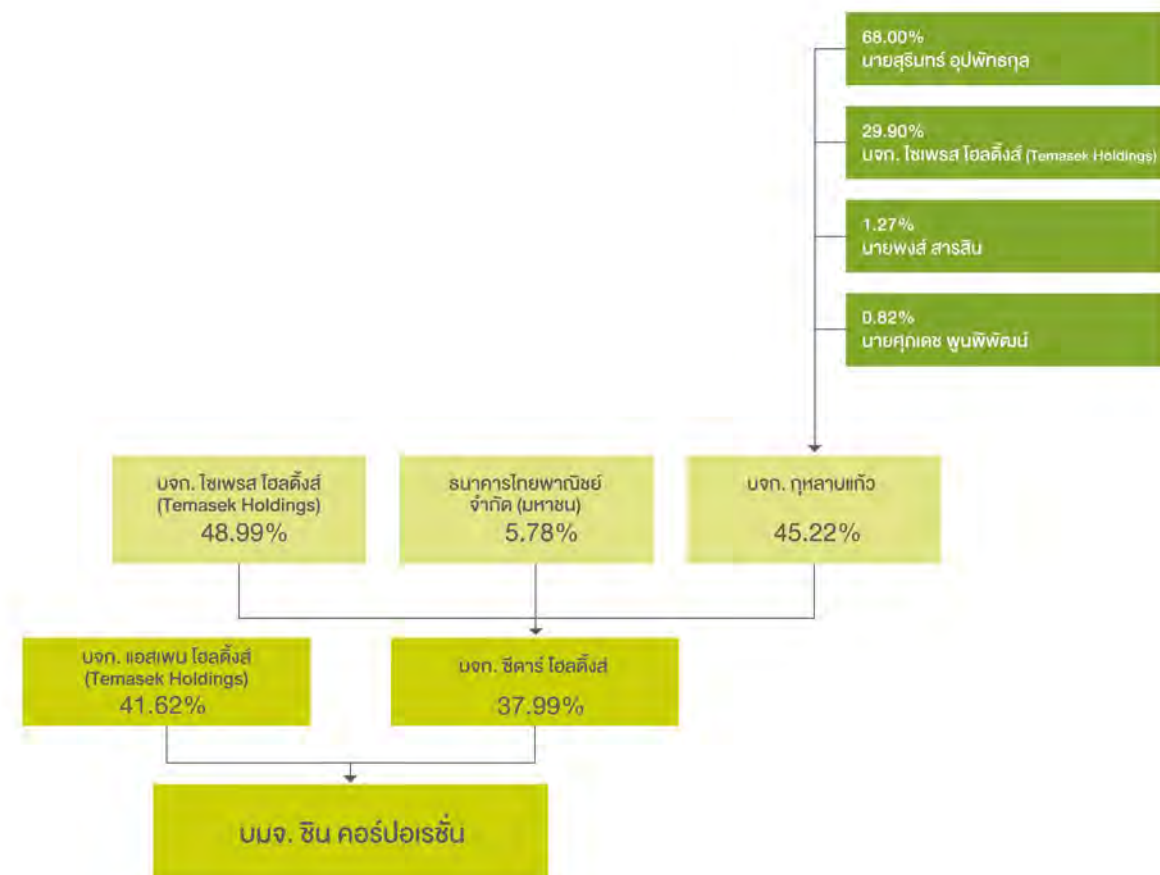 68.00%
นายสุรินทร์ อุปพัทธกุล
29.90%
บจก. ไซเพรส โฮลดิ้งส์ (Temasek Holdings)
1.27%
นายพงส์ สารสิน
0.82%
นายศุภเดช พูนพิพัฒน์
บจก. ไซเพรส โฮลดิ้งส์
(Temasek Holdings)
48.99%
ธนาคารไทยพาณิชย์
จำกัด (มหาชน)
5.78%
บจก. กุหลาบแก้ว
45.22%
บจก. แอสเพน โฮลดิ้งส์
(Temasek Holdings)
41.62%
บจก. ซีดาร์ โฮลดิ้งส์
37.99%
บมจ. ชิน คอร์ปอเรชั่น